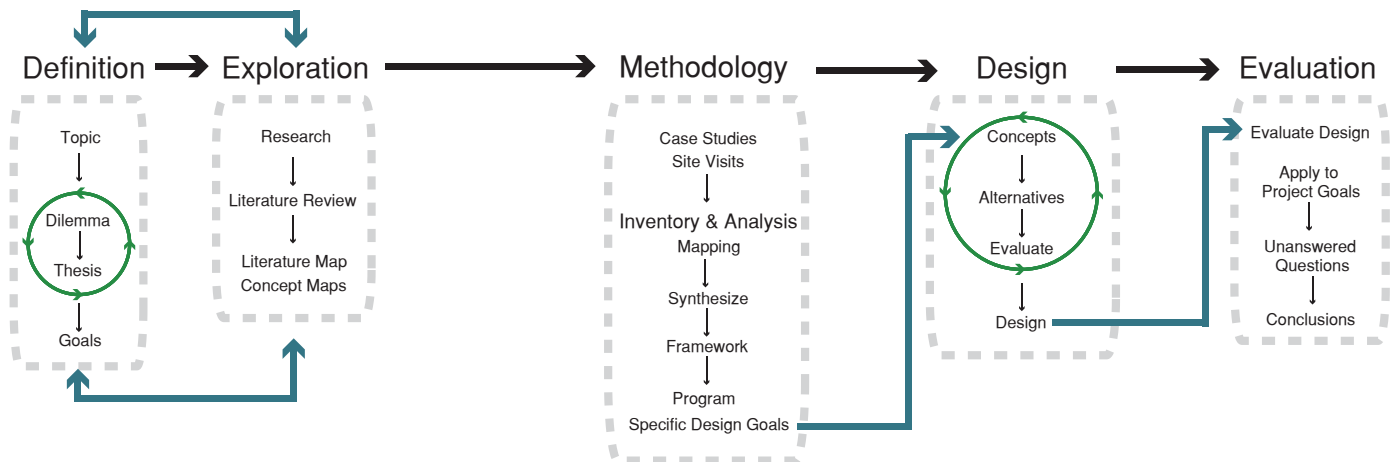 Definition
Exploration
Methodology
Design
Evaluation
Topic
Dilemma
Thesis
Goals
Research
Literature Review
Literature Map
Concept Maps
Case Studies
Site Visits
Inventory & Analysis
Mapping
Synthesize
Framework
Program
Specific Design Goals
Concepts
Alternatives
Evaluate
Design
Evaluate Design
Apply to
Project Goals
Unanswered
Questions
Conclusions